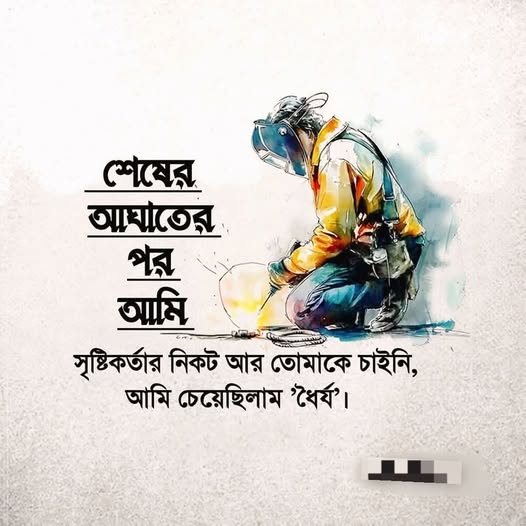 শেষের
আঘাতের
পর
আমি
সৃষ্টিকর্তার নিকট আর তোমাকে চাইনি,
আমি চেয়েছিলাম ’ধৈর্য’।